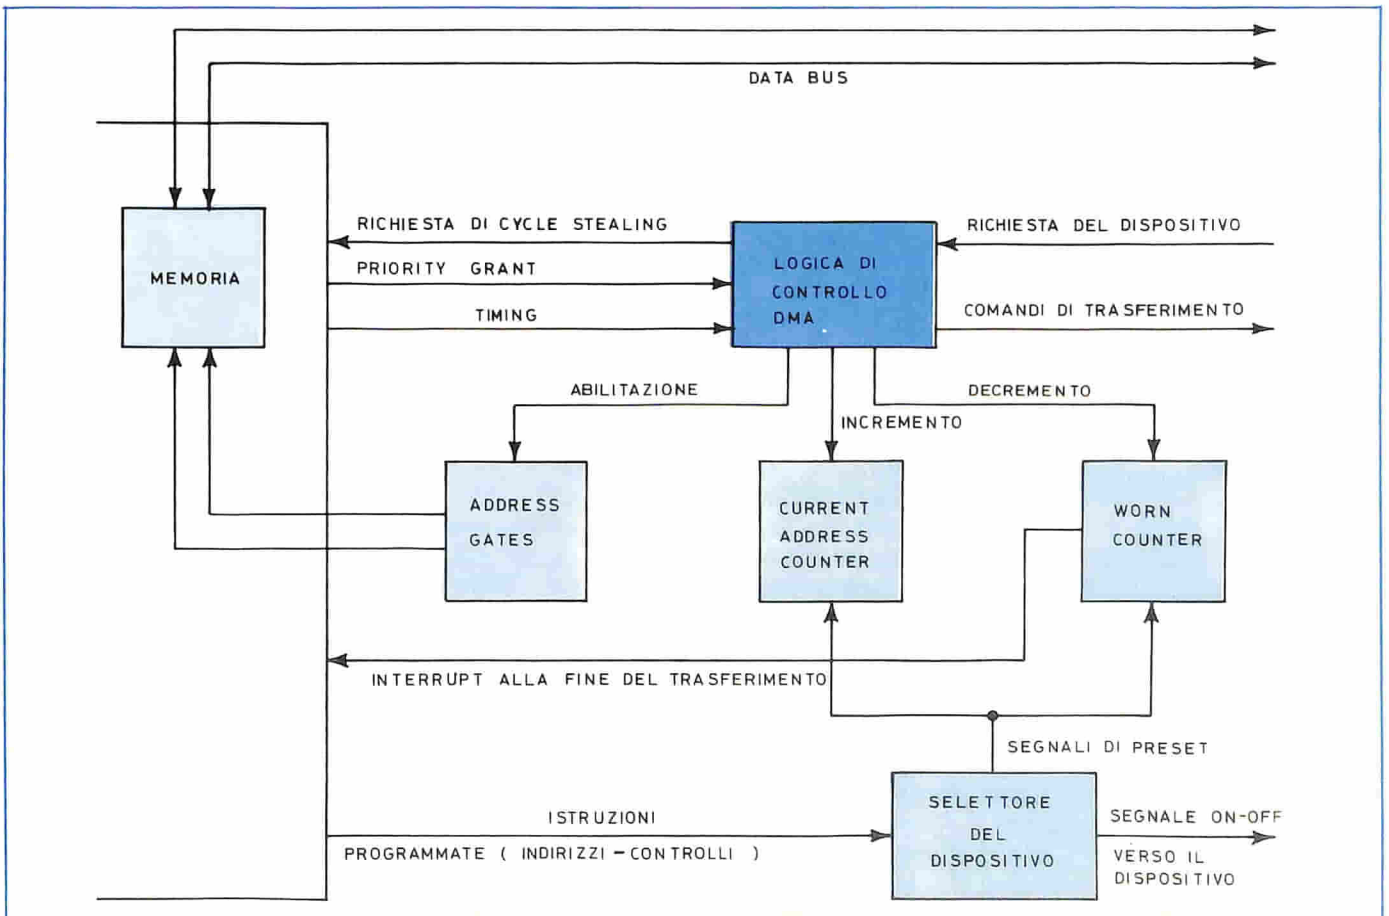 DATA BUS
RICHIESTA DI CYCLE STEALING
RICHIESTA DEL DISPOSITIVO
MEMORIA
PRIORITY GRANT
LOGICA DI
CONTROLLO
DMA
TIMING
COMANDI DI TRASFERIMENTO
ABILITAZIONE
DECREMENTO
INCREMENTO
ADDRESS
GATES
CURRENT
ADDRESS
COUNTER
WORN
COUNTER
INTERRUPT ALLA FINE DEL TRASFERIMENTO
SEGNALI DI PRESET
ISTRUZIONI
PROGRAMMATE ( INDIRIZZI - CONTROLLI )
SELETTORE
DEL
DISPOSITIVO
SEGNALE ON-OFF
VERSO IL
DISPOSITIVO